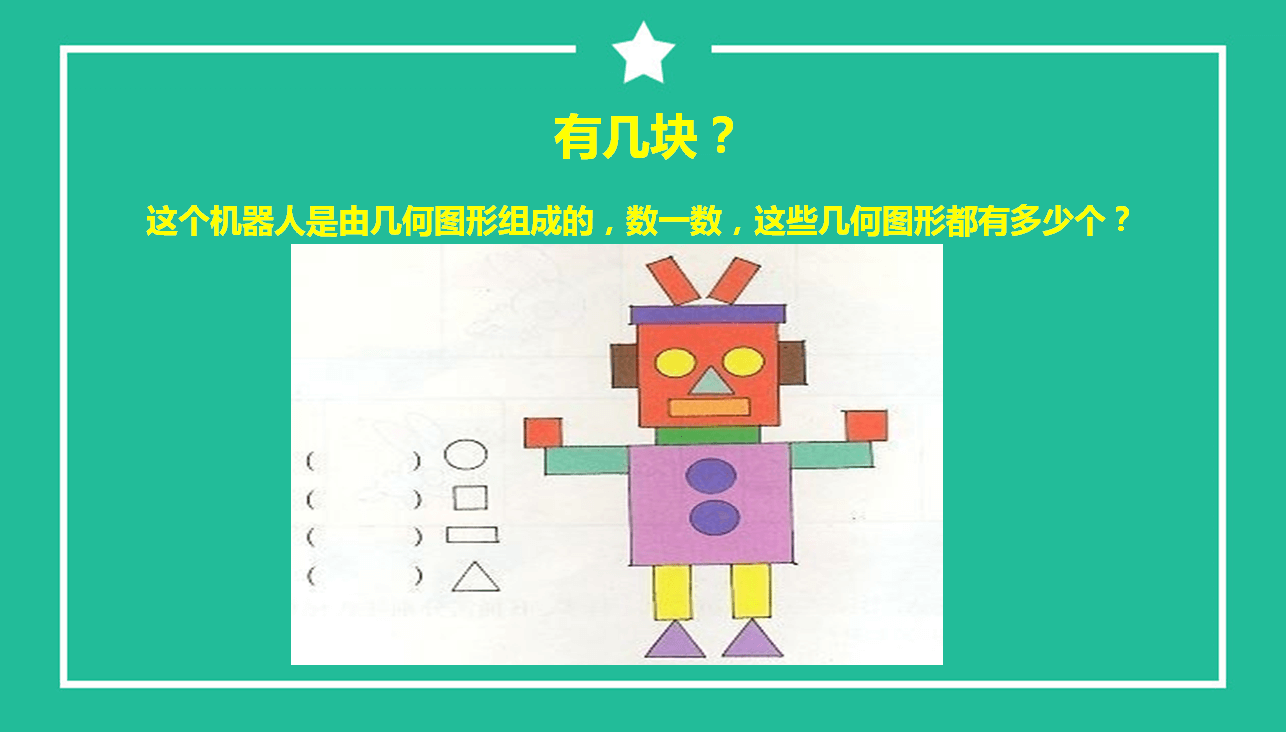 有几块？
这个机器人是由几何图形组成的，数一数，这些几何图形都有多少个？
（ ）
（ ）
（ ）
（ ）